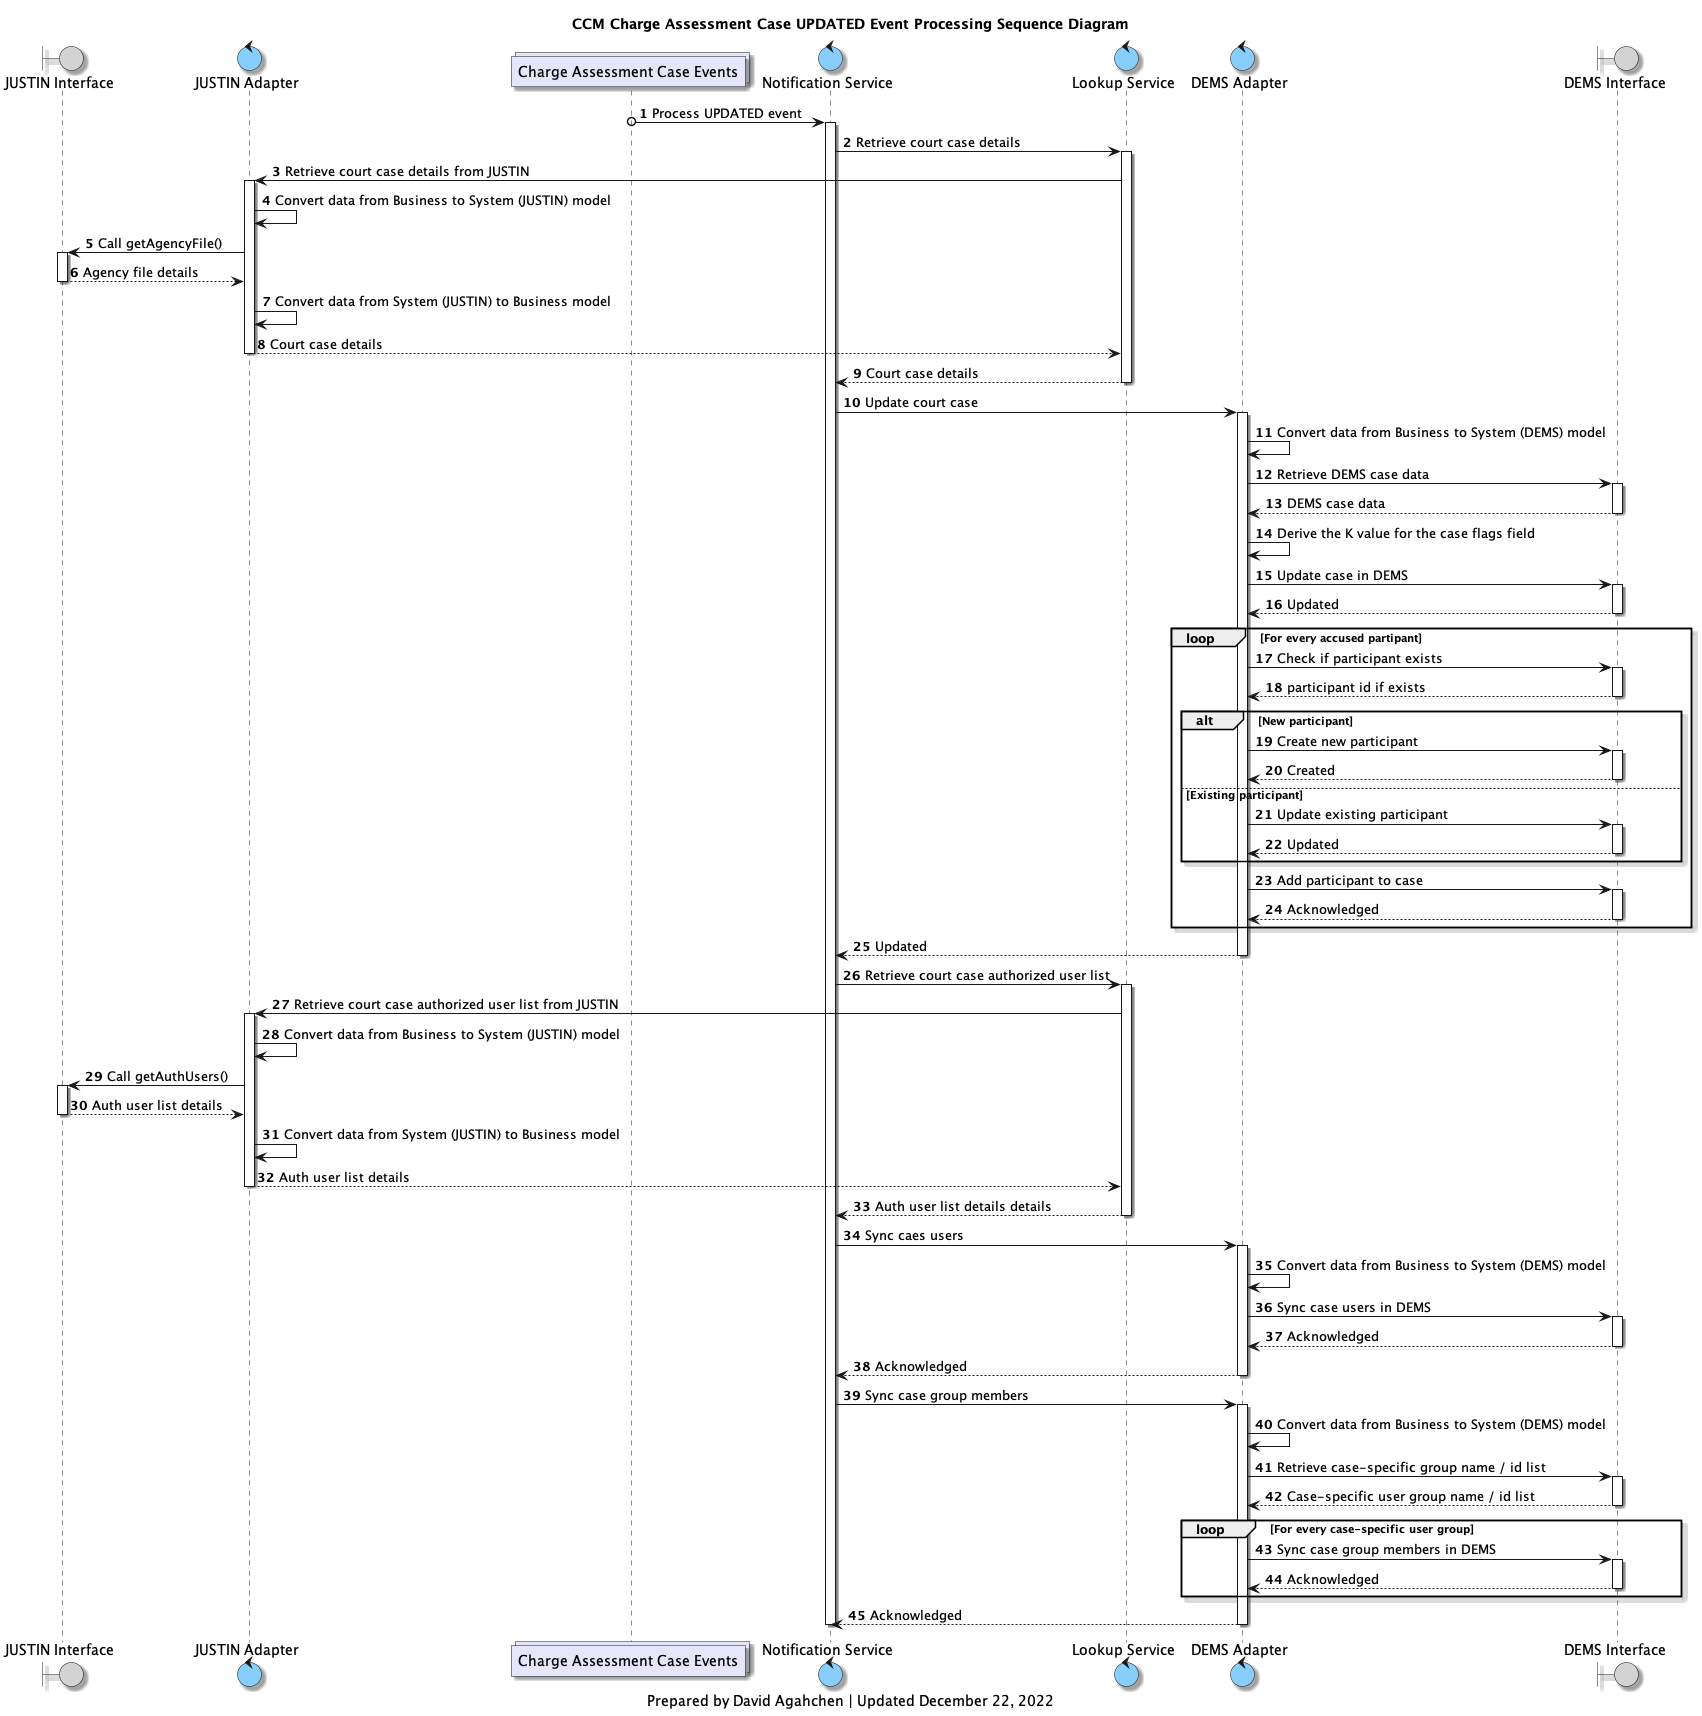 CCM Charge Assessment Case UPDATED Event Processing Sequence Diagram
JUSTIN Interface
JUSTIN Adapter
Charge Assessment Case Events
Notification Service
Lookup Service
DEMS Adapter
DEMS Interface
1 Process UPDATED event
2 Retrieve court case details
3 Retrieve court case details from JUSTIN
4 Convert data from Business to System (JUSTIN) model
5 Call getAgencyFile()
6 Agency file details
7 Convert data from System (JUSTIN) to Business model
8 Court case details
9 Court case details
10 Update court case
11 Convert data from Business to System (DEMS) model
12 Retrieve DEMS case data
13 DEMS case data
14 Derive the K value for the case flags field
15 Update case in DEMS
16 Updated
loop [For every accused partipant]
17 Check if participant exists
18 participant id if exists
alt [New participant]
19 Create new participant
20 Created
[Existing participant]
21 Update existing participant
22 Updated
23 Add participant to case
24 Acknowledged
25 Updated
26 Retrieve court case authorized user list
27 Retrieve court case authorized user list from JUSTIN
28 Convert data from Business to System (JUSTIN) model
29 Call getAuthUsers()
30 Auth user list details
31 Convert data from System (JUSTIN) to Business model
32 Auth user list details
33 Auth user list details details
34 Sync caes users
35 Convert data from Business to System (DEMS) model
36 Sync case users in DEMS
37 Acknowledged
38 Acknowledged
39 Sync case group members
40 Convert data from Business to System (DEMS) model
41 Retrieve case-specific group name / id list
42 Case-specific user group name / id list
loop [For every case-specific user group]
43 Sync case group members in DEMS
44 Acknowledged
45 Acknowledged
JUSTIN Interface
JUSTIN Adapter
Charge Assessment Case Events
Notification Service
Lookup Service
DEMS Adapter
DEMS Interface
Prepared by David Agahchen | Updated December 22, 2022